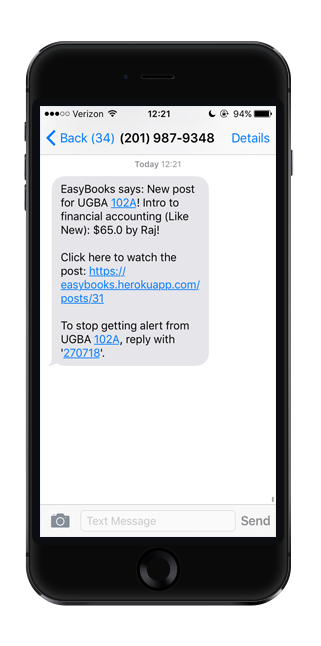 Verizon 12:21 94%
Back (34) (201) 987-9348 Details
Today 12:21
EasyBooks says: New post
for UGBA 102A! Intro to
financial accounting (Like
New): $65.0 by Raj!
Click here to watch the
post: https://
easybooks.herokuapp.com/
posts/31
To stop getting alert from
UGBA 102A, reply with
'270718'.
Text Message Send